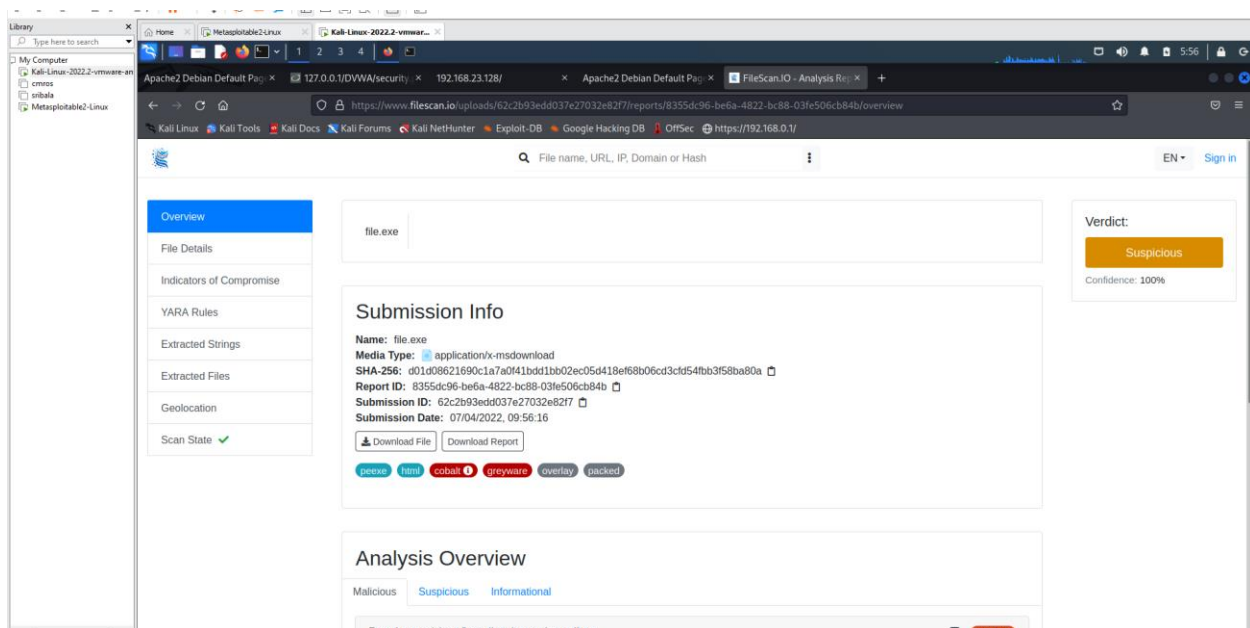 Library
Type here to search
My Computer
Kali-Linux-2022.2-vmware-an
cmros
sribala
Metasploitable2-Linux
Home
Metasploitable2-Linux
Kali-Linux-2022.2-vmwar...
1 2 3 4
5:56
Apache2 Debian Default Pag
127.0.0.1/DVWA/security.
192.168.23.128/
Apache2 Debian Default Pag
FileScan.IO - Analysis Rep
https://www.filescan.io/uploads/62c2b93edd037e27032e82f7/reports/8355dc96-be6a-4822-bc88-03fe506cb84b/overview
Kali Linux Kali Tools Kali Docs Kali Forums Kali NetHunter Exploit-DB Google Hacking DB OffSec https://192.168.0.1/
File name, URL, IP, Domain or Hash
EN
Sign in
Overview
File Details
Indicators of Compromise
YARA Rules
Extracted Strings
Extracted Files
Geolocation
Scan State
file.exe
Submission Info
Name: file.exe
Media Type: application/x-msdownload
SHA-256: d01d08621690c1a7a0f41bdd1bb02ec05d418ef68b06cd3cfd54fbb3f58ba80a
Report ID: 8355dc96-be6a-4822-bc88-03fe506cb84b
Submission ID: 62c2b93edd037e27032e82f7
Submission Date: 07/04/2022, 09:56:16
Download File Download Report
peexe html cobalt greyware overlay packed
Analysis Overview
Malicious Suspicious Informational
Verdict:
Suspicious
Confidence: 100%